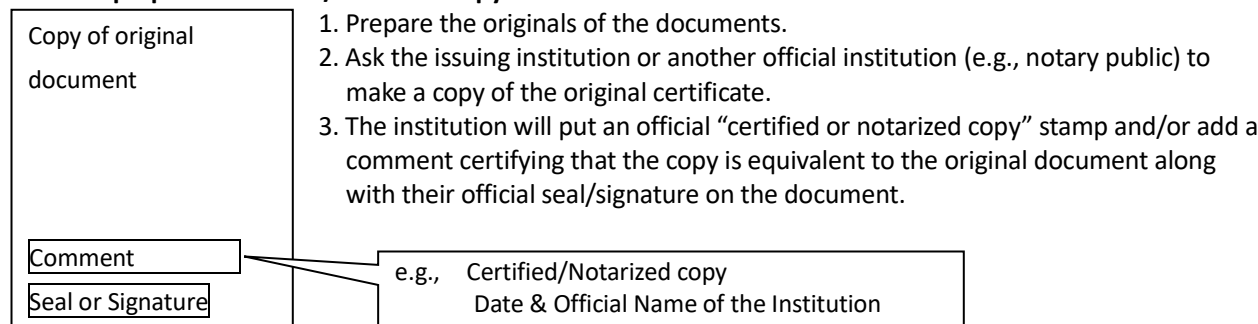 Copy of original
document
1. Prepare the originals of the documents.
2. Ask the issuing institution or another official institution (e.g., notary public) to
make a copy of the original certificate.
3. The institution will put an official “certified or notarized copy” stamp and/or add a
comment certifying that the copy is equivalent to the original document along
with their official seal/signature on the document.
Comment
Seal or Signature
e.g., Certified/Notarized copy
Date & Official Name of the Institution